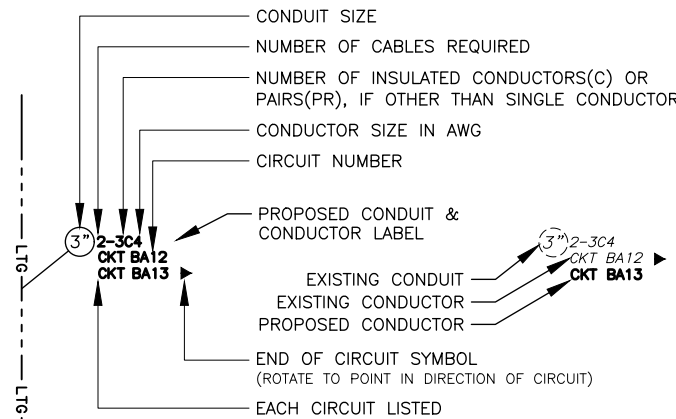 CONDUIT SIZE
NUMBER OF CABLES REQUIRED
NUMBER OF INSULATED CONDUCTORS(C) OR
PAIRS(PR), IF OTHER THAN SINGLE CONDUCTOR
CONDUCTOR SIZE IN AWG
CIRCUIT NUMBER
PROPOSED CONDUIT &
CONDUCTOR LABEL
3" 2-3C4
CKT BA12
CKT BA13
LTG
3" 2-3C4
CKT BA12
CKT BA13
EXISTING CONDUIT
EXISTING CONDUCTOR
PROPOSED CONDUCTOR
END OF CIRCUIT SYMBOL
(ROTATE TO POINT IN DIRECTION OF CIRCUIT)
EACH CIRCUIT LISTED
LTG